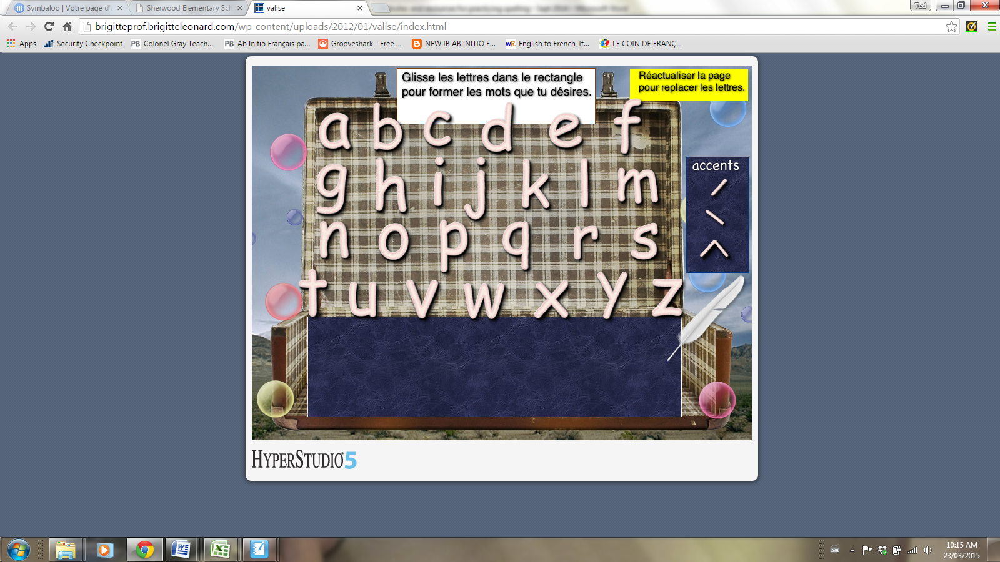 Symbaloo | Votre page d'a
Sherwood Elementary Sch
valise
Ted
brigitteprof.brigitteleonard.com/wp-content/uploads/2012/01/valise/index.html
Apps
Security Checkpoint
PB Colonel Gray Teach...
PB Ab Initio Français pa...
Grooveshark - Free ...
NEW IB AB INITIO F...
wR English to French, It...
LE COIN DE FRANÇ...
Glisse les lettres dans le rectangle
pour former les mots que tu désires.
Réactualiser la page
pour replacer les lettres.
a b c d e f
g h i j k l m
n o p q r s
t u v w x y z
accents
HYPERSTUDIO 5
10:15 AM
23/03/2015